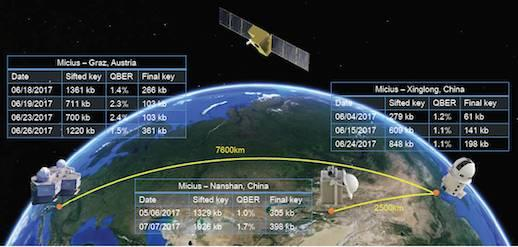 Micius – Graz, Austria
Date Sifted key QBER Final key
06/18/2017 1361 kb 1.4% 266 kb
06/19/2017 711 kb 2.3% 103 kb
06/23/2017 700 kb 2.4% 103 kb
06/26/2017 1220 kb 1.5% 361 kb
Micius – Xinglong, China
Date Sifted key QBER Final key
06/04/2017 279 kb 1.2% 61 kb
06/15/2017 609 kb 1.1% 141 kb
06/24/2017 848 kb 1.1% 198 kb
7600km
Micius – Nanshan, China
Date Sifted key QBER Final key
05/06/2017 1329 kb 1.0% 305 kb
07/07/2017 1926 kb 1.7% 398 kb
2500km